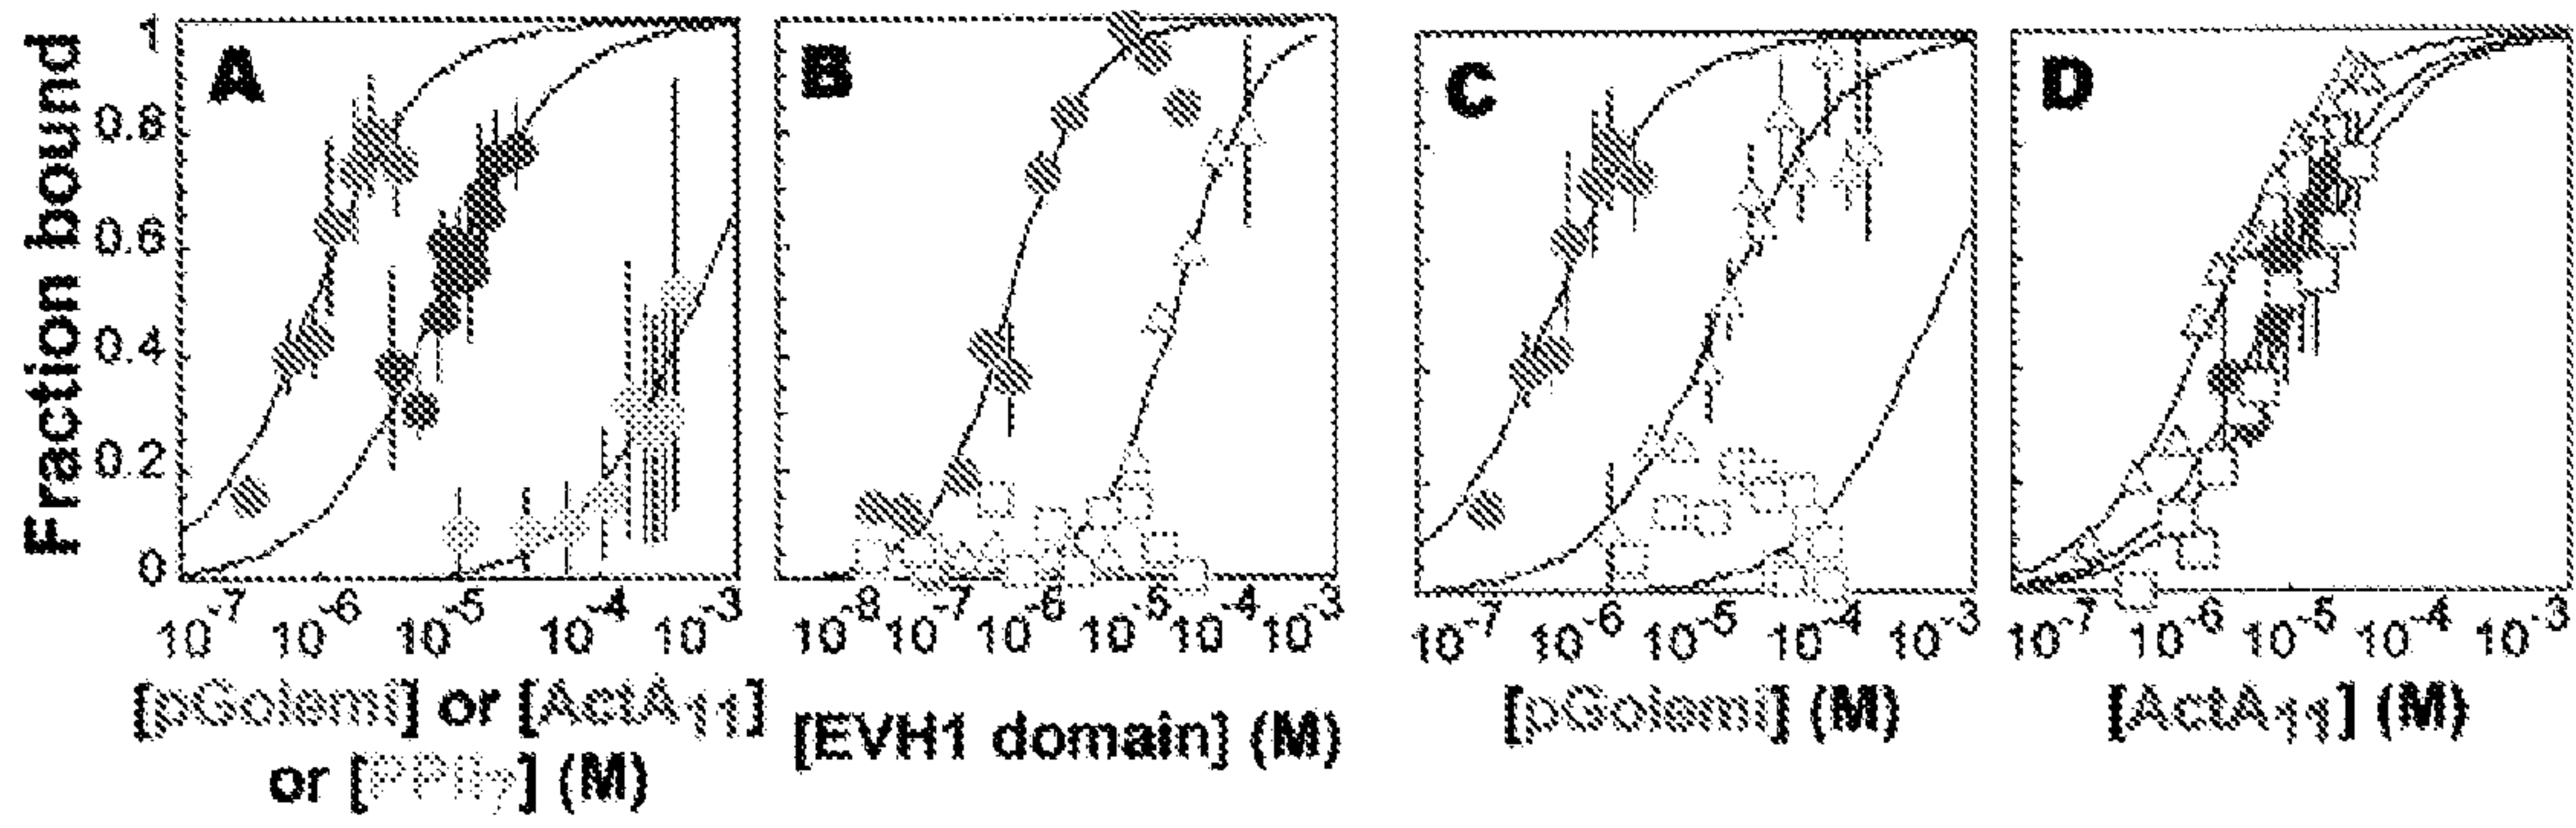 Fraction bound
1
0.8
0.6
0.4
0.2
0
A
B
C
D
10^-7 10^-6 10^-5 10^-4 10^-3
10^-8 10^-7 10^-6 10^-5 10^-4 10^-3
10^-7 10^-6 10^-5 10^-4 10^-3
10^-7 10^-6 10^-5 10^-4 10^-3
[pGolemi] or [ActA11]
or [PPII7] (M)
[EVH1 domain] (M)
[pGolemi] (M)
[ActA11] (M)